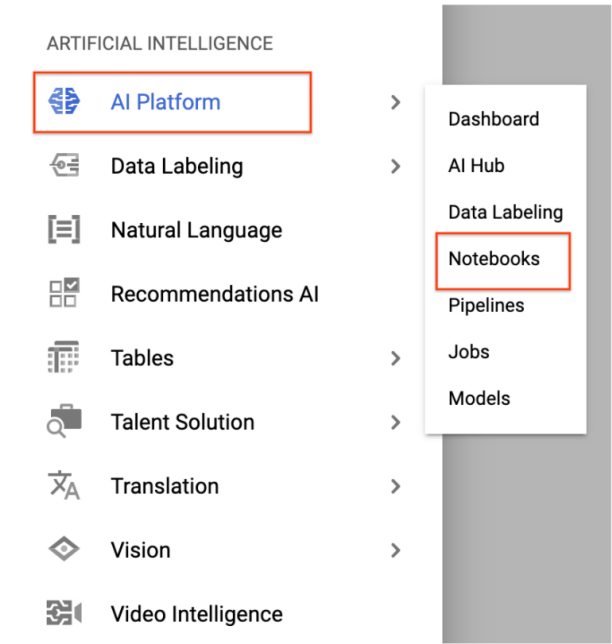 ARTIFICIAL INTELLIGENCE
AI Platform
Data Labeling
Natural Language
Recommendations AI
Tables
Talent Solution
Translation
Vision
Video Intelligence
Dashboard
AI Hub
Data Labeling
Notebooks
Pipelines
Jobs
Models